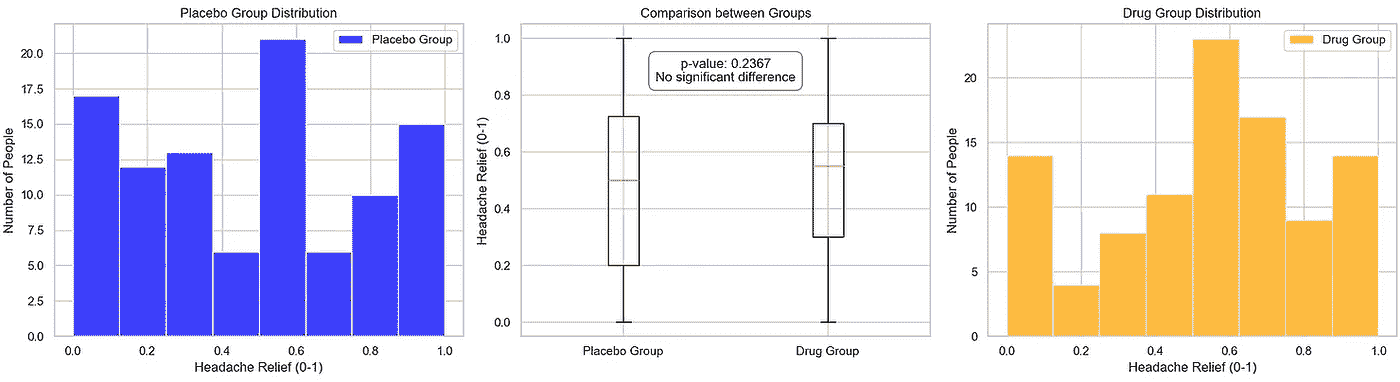 Placebo Group Distribution
Placebo Group
20.0
17.5
15.0
12.5
10.0
7.5
5.0
2.5
0.0
Number of People
0.0 0.2 0.4 0.6 0.8 1.0
Headache Relief (0-1)
Comparison between Groups
p-value: 0.2367
No significant difference
1.0
0.8
0.6
0.4
0.2
0.0
Headache Relief (0-1)
Placebo Group Drug Group
Drug Group Distribution
Drug Group
20
15
10
5
0
Number of People
0.0 0.2 0.4 0.6 0.8 1.0
Headache Relief (0-1)